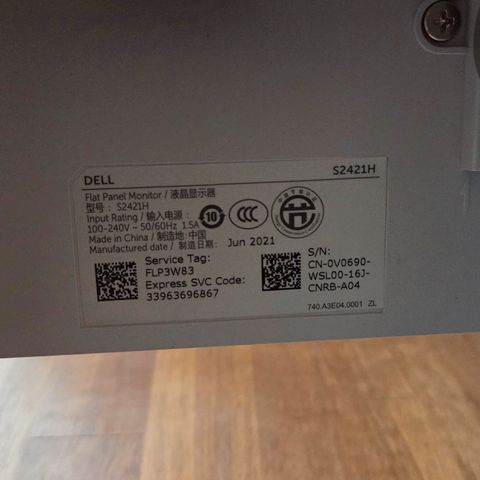 DELL
S2421H
Flat Panel Monitor / 液晶显示器
型号: S2421H
Input Rating / 输入电源:
100-240V ~ 50/60Hz 1.5A
Made in China / 制造地:中国
Manufactured date / 制造日期: Jun 2021
10
CCC
Service Tag:
FLP3W83
Express SVC Code:
33963696867
S/N:
CN-0V0690-
WSL00-16J-
CNRB-A04
740.A3E04.0001 ZL